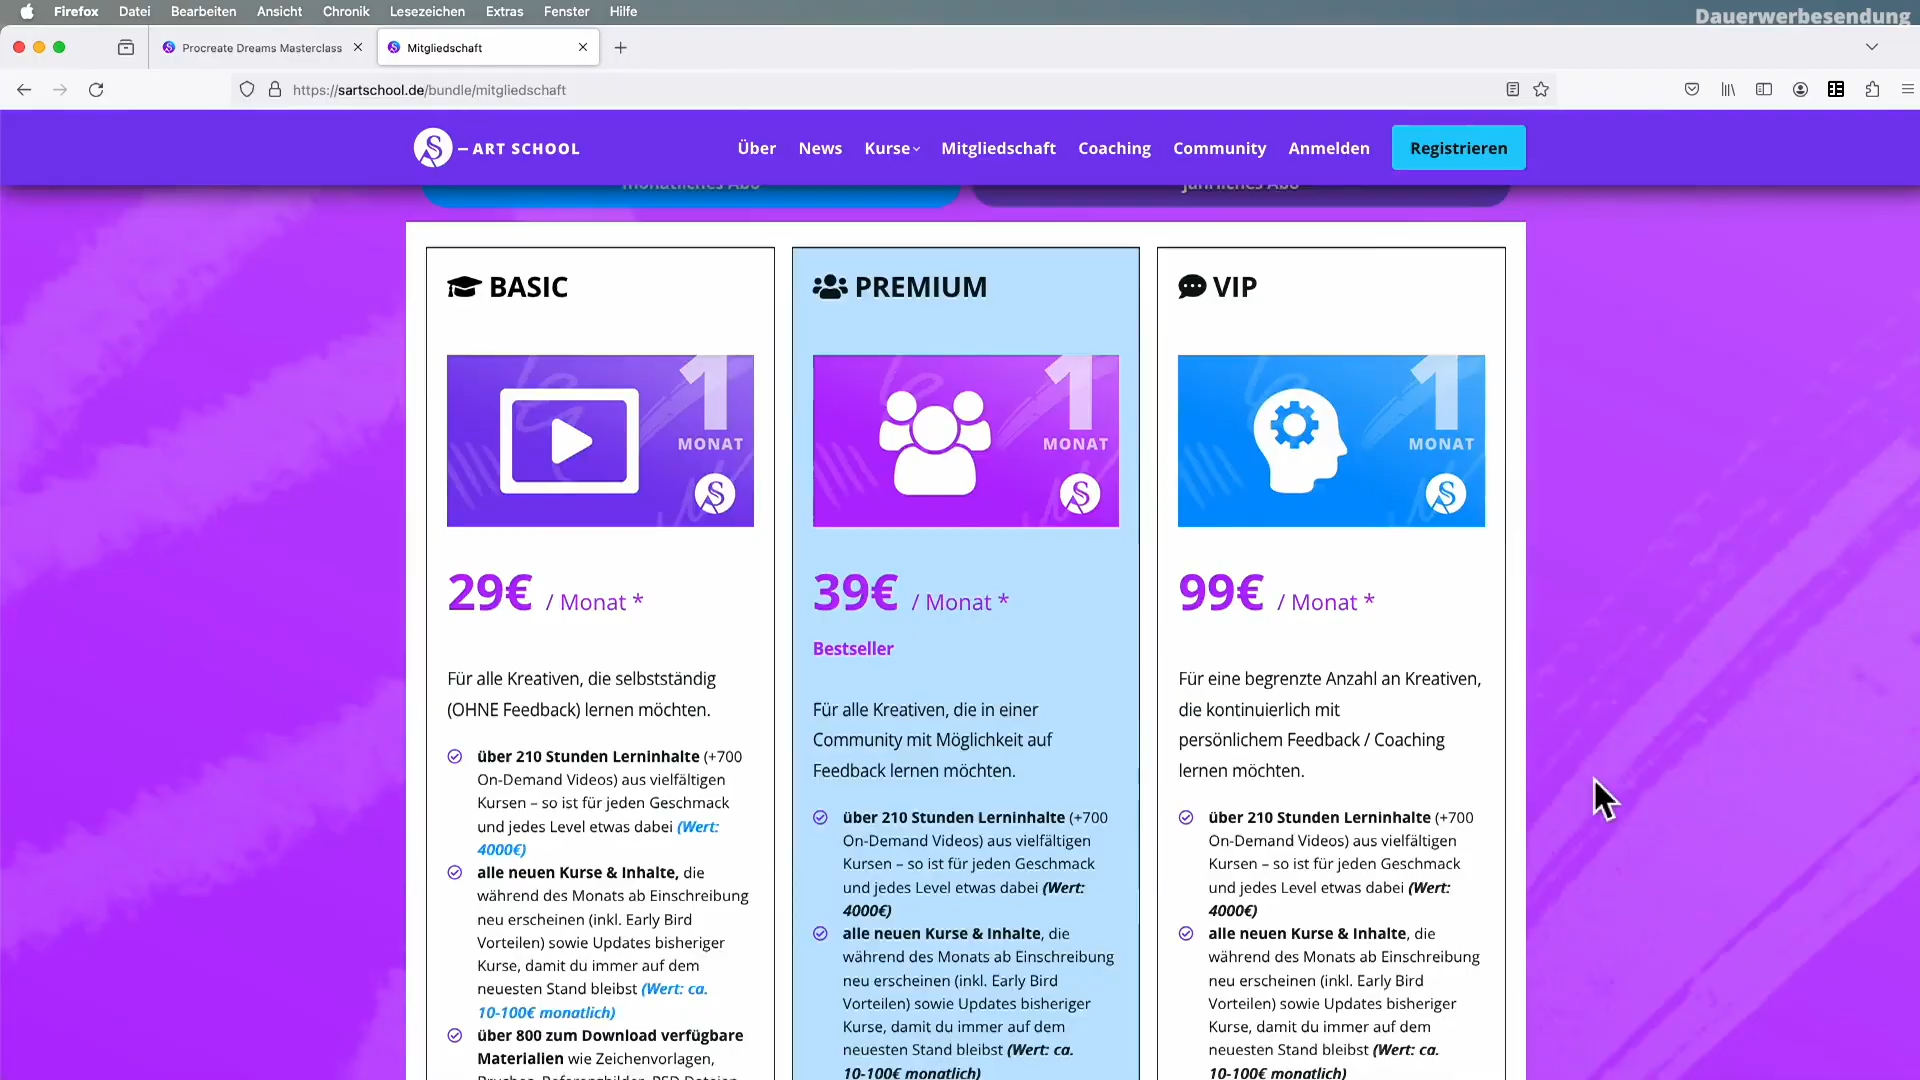 Firefox Datei Bearbeiten Ansicht Chronik Lesezeichen Extras Fenster Hilfe
Dauerwerbesendung
Procreate Dreams Masterclass
Mitgliedschaft
https://sartschool.de/bundle/mitgliedschaft
S – ART SCHOOL
Über News Kurse Mitgliedschaft Coaching Community Anmelden Registrieren
monatliches Abo
jährliches Abo
BASIC
1
MONAT
S
29€ / Monat *
Für alle Kreativen, die selbstständig
(OHNE Feedback) lernen möchten.
über 210 Stunden Lerninhalte (+700
On-Demand Videos) aus vielfältigen
Kursen – so ist für jeden Geschmack
und jedes Level etwas dabei (Wert:
4000€)
alle neuen Kurse & Inhalte, die
während des Monats ab Einschreibung
neu erscheinen (inkl. Early Bird
Vorteilen) sowie Updates bisheriger
Kurse, damit du immer auf dem
neuesten Stand bleibst (Wert: ca.
10-100€ monatlich)
über 800 zum Download verfügbare
Materialien wie Zeichenvorlagen,
PREMIUM
1
MONAT
S
39€ / Monat *
Bestseller
Für alle Kreativen, die in einer
Community mit Möglichkeit auf
Feedback lernen möchten.
über 210 Stunden Lerninhalte (+700
On-Demand Videos) aus vielfältigen
Kursen – so ist für jeden Geschmack
und jedes Level etwas dabei (Wert:
4000€)
alle neuen Kurse & Inhalte, die
während des Monats ab Einschreibung
neu erscheinen (inkl. Early Bird
Vorteilen) sowie Updates bisheriger
Kurse, damit du immer auf dem
neuesten Stand bleibst (Wert: ca.
10-100€ monatlich)
VIP
1
MONAT
S
99€ / Monat *
Für eine begrenzte Anzahl an Kreativen,
die kontinuierlich mit
persönlichem Feedback / Coaching
lernen möchten.
über 210 Stunden Lerninhalte (+700
On-Demand Videos) aus vielfältigen
Kursen – so ist für jeden Geschmack
und jedes Level etwas dabei (Wert:
4000€)
alle neuen Kurse & Inhalte, die
während des Monats ab Einschreibung
neu erscheinen (inkl. Early Bird
Vorteilen) sowie Updates bisheriger
Kurse, damit du immer auf dem
neuesten Stand bleibst (Wert: ca.
10-100€ monatlich)